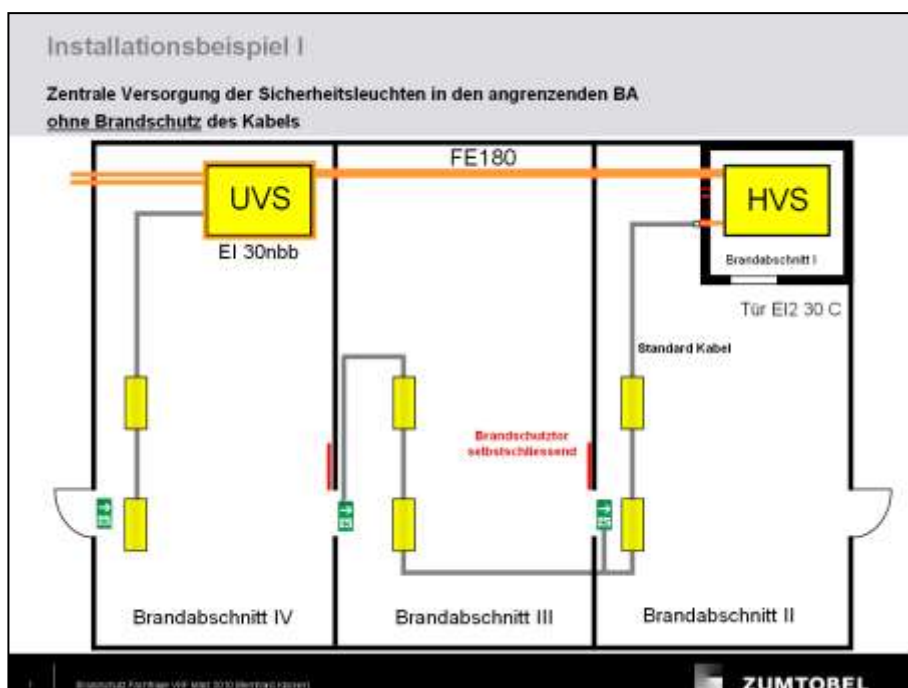 Installationsbeispiel I
Zentrale Versorgung der Sicherheitsleuchten in den angrenzenden BA
ohne Brandschutz des Kabels
FE180
UVS
HVS
EI 30nbb
Brandabschnitt I
Tür EI2 30 C
Standard Kabel
Brandschutztor
selbstschliessend
Brandabschnitt IV
Brandabschnitt III
Brandabschnitt II
ZUMTOBEL